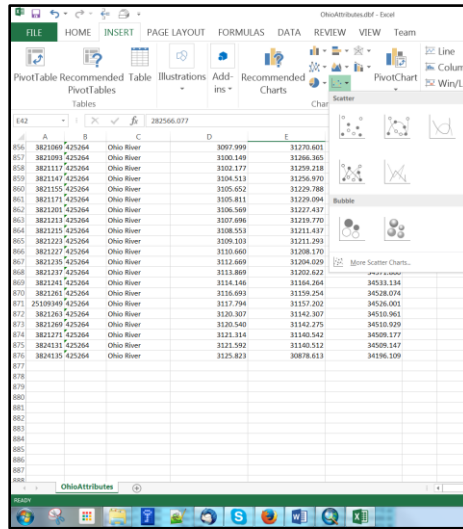 OhioAttributes.dbf - Excel
FILE HOME INSERT PAGE LAYOUT FORMULAS DATA REVIEW VIEW Team
PivotTable Recommended PivotTables Table Illustrations Add-ins Recommended Charts PivotChart Line Colum Win/L
Tables Char
E42 fx 282566.077
Scatter
Bubble
More Scatter Charts...
A B C D E
856 3821069 425264 Ohio River 3097.999 31270.601
857 3821093 425264 Ohio River 3100.149 31266.365
858 3821117 425264 Ohio River 3102.177 31259.218
859 3821147 425264 Ohio River 3104.513 31256.970
860 3821155 425264 Ohio River 3105.652 31229.788
861 3821171 425264 Ohio River 3105.811 31229.094
862 3821201 425264 Ohio River 3106.569 31227.437
863 3821213 425264 Ohio River 3107.696 31219.770
864 3821215 425264 Ohio River 3108.553 31211.437
865 3821223 425264 Ohio River 3109.103 31211.293
866 3821227 425264 Ohio River 3110.660 31208.170
867 3821235 425264 Ohio River 3112.669 31204.029
868 3821237 425264 Ohio River 3113.869 31202.622
869 3821241 425264 Ohio River 3114.146 31164.264 34533.134
870 3821261 425264 Ohio River 3116.693 31159.254 34528.074
871 25109349 425264 Ohio River 3117.794 31157.202 34526.001
872 3821263 425264 Ohio River 3120.307 31142.307 34510.961
873 3821269 425264 Ohio River 3120.540 31142.275 34510.929
874 3821271 425264 Ohio River 3121.314 31140.542 34509.177
875 3824131 425264 Ohio River 3121.592 31140.512 34509.147
876 3824135 425264 Ohio River 3125.823 30878.613 34196.109
877
878
879
880
881
882
883
884
885
886
887
888
OhioAttributes
READY